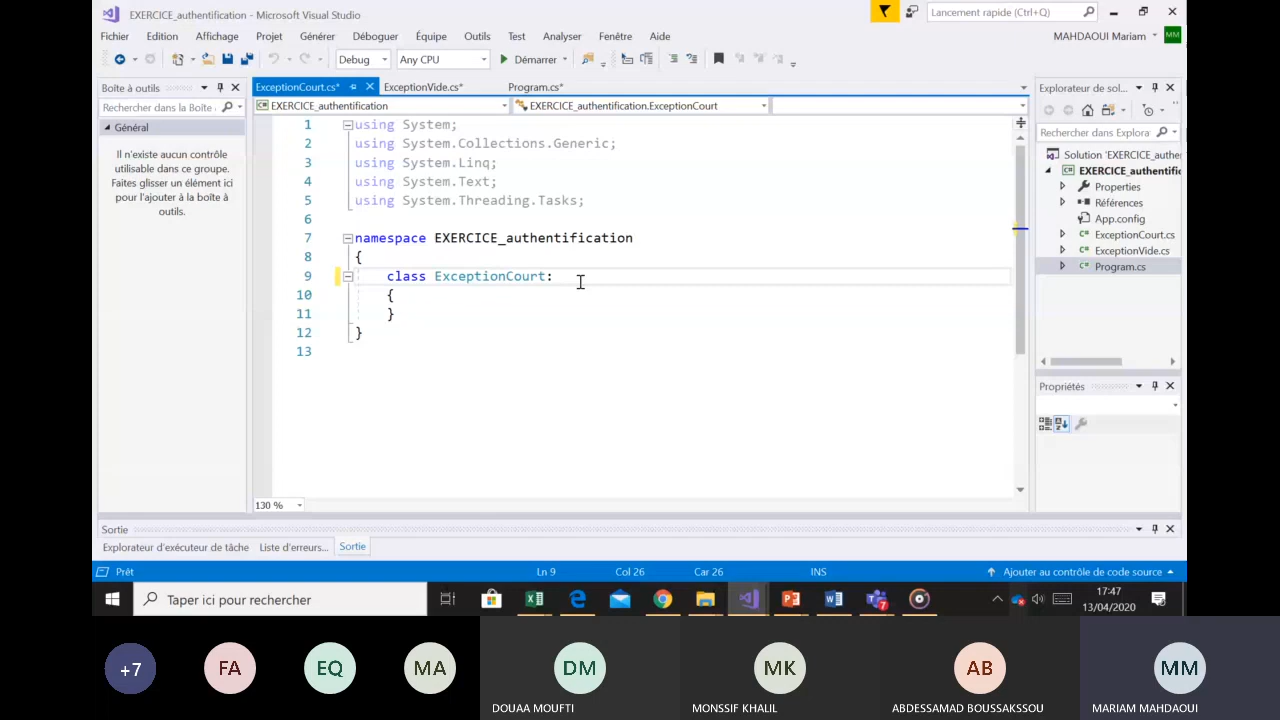 EXERCICE_authentification - Microsoft Visual Studio
Lancement rapide (Ctrl+Q)
Fichier Edition Affichage Projet Générer Déboguer Équipe Outils Test Analyser Fenêtre Aide
MAHDAOUI Mariam MM
Debug Any CPU Démarrer
Boîte à outils
ExceptionCourt.cs* ExceptionVide.cs* Program.cs*
Explorateur de sol...
Rechercher dans la Boîte
EXERCICE_authentification EXERCICE_authentification.ExceptionCourt
Rechercher dans Explora
Général
Il n'existe aucun contrôle
utilisable dans ce groupe.
Faites glisser un élément ici
pour l'ajouter à la boîte à
outils.
1 using System;
2 using System.Collections.Generic;
3 using System.Linq;
4 using System.Text;
5 using System.Threading.Tasks;
6
7 namespace EXERCICE_authentification
8 {
9 class ExceptionCourt:
10 {
11 }
12 }
13
Solution 'EXERCICE_authe
EXERCICE_authentific
Properties
Références
App.config
ExceptionCourt.cs
ExceptionVide.cs
Program.cs
Propriétés
130 %
Sortie
Explorateur d'exécuteur de tâche Liste d'erreurs... Sortie
Prêt Ln 9 Col 26 Car 26 INS Ajouter au contrôle de code source
Taper ici pour rechercher
17:47
13/04/2020
+7 FA EQ MA DM MK AB MM
DOUAA MOUFTI MONSSIF KHALIL ABDESSAMAD BOUSSAKSSOU MARIAM MAHDAOUI